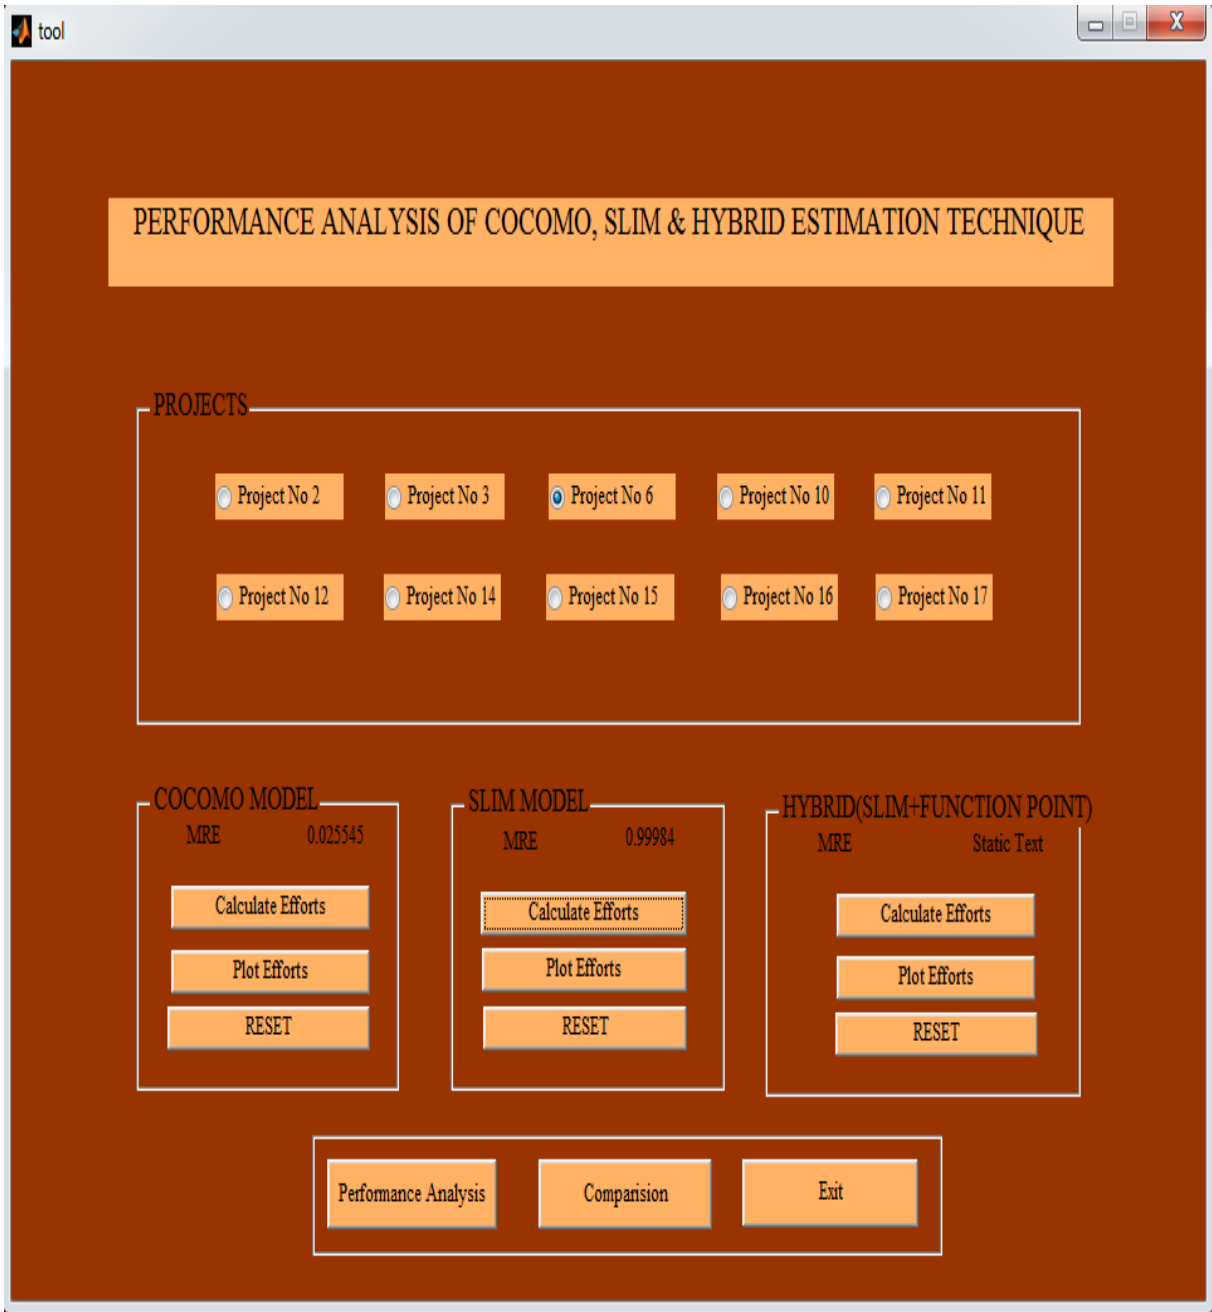 tool
X
PERFORMANCE ANALYSIS OF COCOMO, SLIM & HYBRID ESTIMATION TECHNIQUE
PROJECTS
Project No 2 Project No 3 Project No 6 Project No 10 Project No 11
Project No 12 Project No 14 Project No 15 Project No 16 Project No 17
COCOMO MODEL
MRE 0.025545
Calculate Efforts
Plot Efforts
RESET
SLIM MODEL
MRE 0.99984
Calculate Efforts
Plot Efforts
RESET
HYBRID(SLIM+FUNCTION POINT)
MRE Static Text
Calculate Efforts
Plot Efforts
RESET
Performance Analysis Comparision Exit